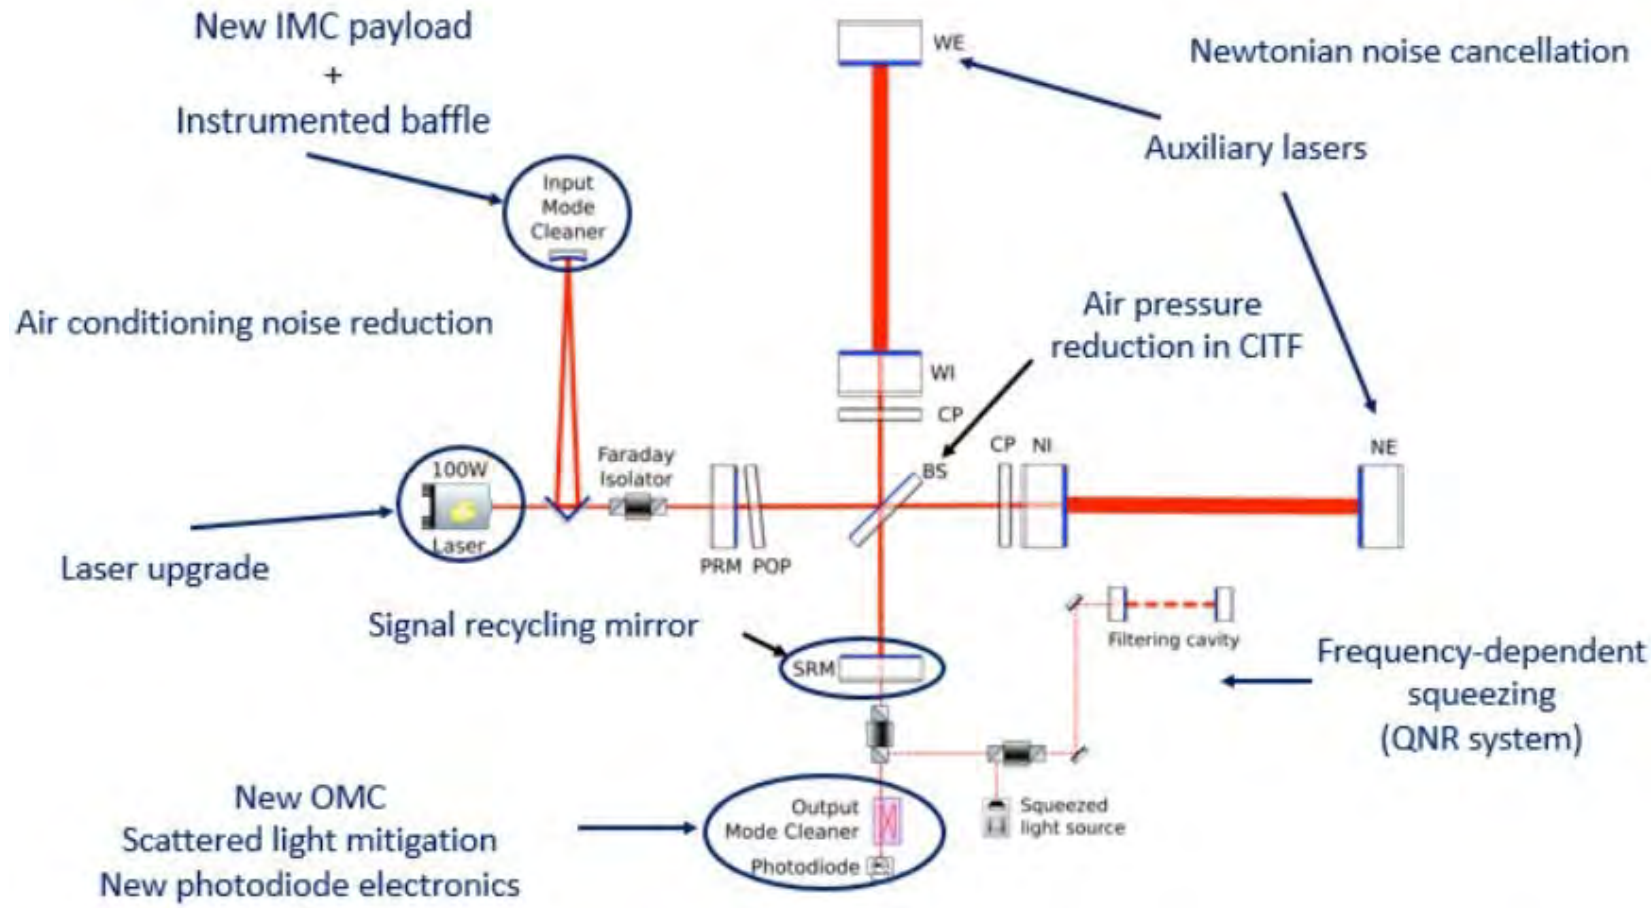 New IMC payload
+
Instrumented baffle
Input
Mode
Cleaner
Air conditioning noise reduction
WE
Newtonian noise cancellation
Auxiliary lasers
Air pressure
reduction in CITF
WI
CP
100W
Laser
Laser upgrade
Faraday
Isolator
PRM
POP
BS
CP
NI
NE
Signal recycling mirror
SRM
Filtering cavity
Frequency-dependent
squeezing
(QNR system)
New OMC
Scattered light mitigation
New photodiode electronics
Output
Mode Cleaner
Photodiode
Squeezed
light source